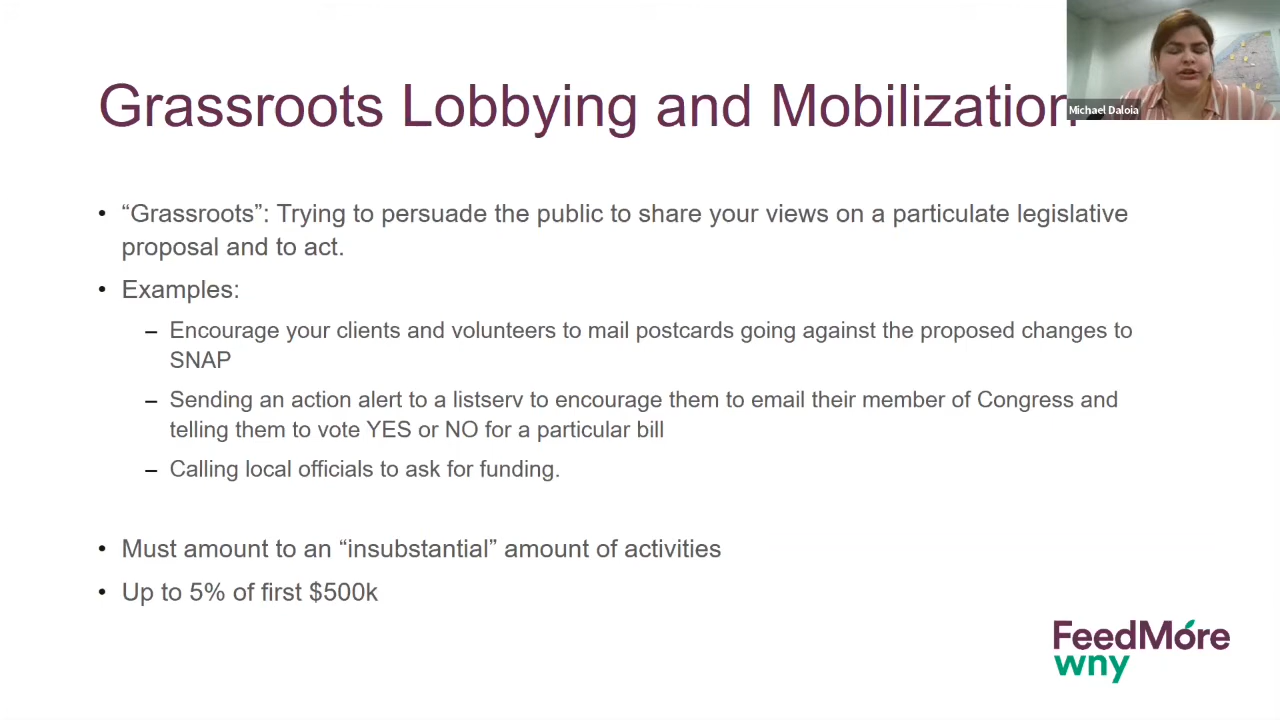 Grassroots Lobbying and Mobilization
Michael Daloia
• “Grassroots”: Trying to persuade the public to share your views on a particulate legislative
proposal and to act.
• Examples:
– Encourage your clients and volunteers to mail postcards going against the proposed changes to
SNAP
– Sending an action alert to a listserv to encourage them to email their member of Congress and
telling them to vote YES or NO for a particular bill
– Calling local officials to ask for funding.
• Must amount to an “insubstantial” amount of activities
• Up to 5% of first $500k
FeedMore
wny